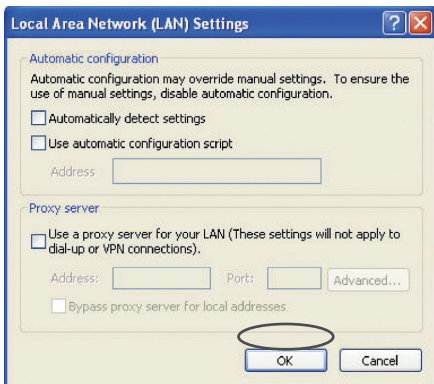 Local Area Network (LAN) Settings
Automatic configuration
Automatic configuration may override manual settings. To ensure the
use of manual settings, disable automatic configuration.
Automatically detect settings
Use automatic configuration script
Address
Proxy server
Use a proxy server for your LAN (These settings will not apply to
dial-up or VPN connections).
Address: Port: Advanced...
Bypass proxy server for local addresses
OK Cancel